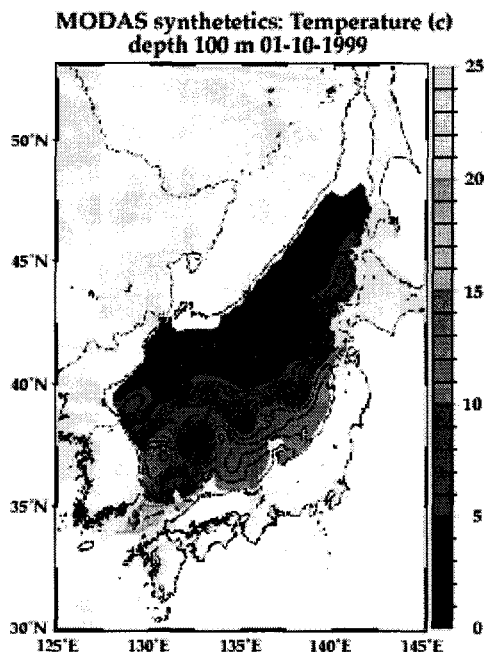 MODAS synthetetics: Temperature (c)
depth 100 m 01-10-1999
50°N
45°N
40°N
35°N
30°N
125°E
130°E
135°E
140°E
145°E
25
20
15
10
5
0